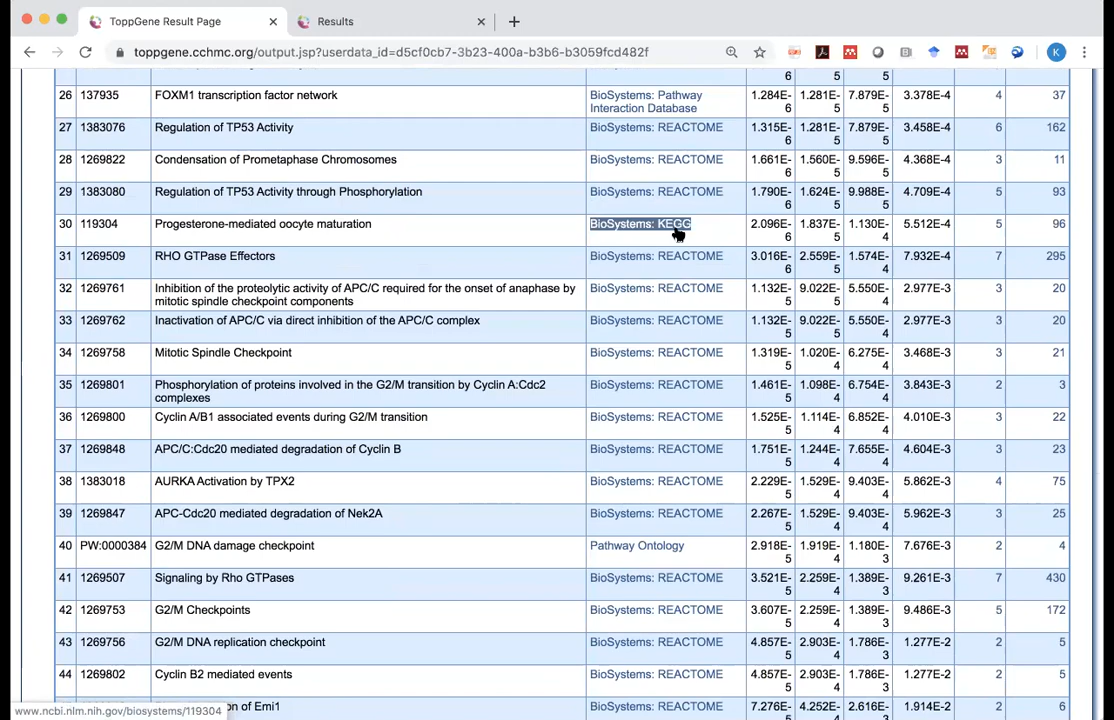 ToppGene Result Page
Results
toppgene.cchmc.org/output.jsp?userdata_id=d5cf0cb7-3b23-400a-b3b6-b3059fcd482f
K
6 5 5
26 137935 FOXM1 transcription factor network BioSystems: Pathway Interaction Database 1.284E-6 1.281E-5 7.879E-5 3.378E-4 4 37
27 1383076 Regulation of TP53 Activity BioSystems: REACTOME 1.315E-6 1.281E-5 7.879E-5 3.458E-4 6 162
28 1269822 Condensation of Prometaphase Chromosomes BioSystems: REACTOME 1.661E-6 1.560E-5 9.596E-5 4.368E-4 3 11
29 1383080 Regulation of TP53 Activity through Phosphorylation BioSystems: REACTOME 1.790E-6 1.624E-5 9.988E-5 4.709E-4 5 93
30 119304 Progesterone-mediated oocyte maturation BioSystems: KEGG 2.096E-6 1.837E-5 1.130E-4 5.512E-4 5 96
31 1269509 RHO GTPase Effectors BioSystems: REACTOME 3.016E-6 2.559E-5 1.574E-4 7.932E-4 7 295
32 1269761 Inhibition of the proteolytic activity of APC/C required for the onset of anaphase by mitotic spindle checkpoint components BioSystems: REACTOME 1.132E-5 9.022E-5 5.550E-4 2.977E-3 3 20
33 1269762 Inactivation of APC/C via direct inhibition of the APC/C complex BioSystems: REACTOME 1.132E-5 9.022E-5 5.550E-4 2.977E-3 3 20
34 1269758 Mitotic Spindle Checkpoint BioSystems: REACTOME 1.319E-5 1.020E-4 6.275E-4 3.468E-3 3 21
35 1269801 Phosphorylation of proteins involved in the G2/M transition by Cyclin A:Cdc2 complexes BioSystems: REACTOME 1.461E-5 1.098E-4 6.754E-4 3.843E-3 2 3
36 1269800 Cyclin A/B1 associated events during G2/M transition BioSystems: REACTOME 1.525E-5 1.114E-4 6.852E-4 4.010E-3 3 22
37 1269848 APC/C:Cdc20 mediated degradation of Cyclin B BioSystems: REACTOME 1.751E-5 1.244E-4 7.655E-4 4.604E-3 3 23
38 1383018 AURKA Activation by TPX2 BioSystems: REACTOME 2.229E-5 1.529E-4 9.403E-4 5.862E-3 4 75
39 1269847 APC-Cdc20 mediated degradation of Nek2A BioSystems: REACTOME 2.267E-5 1.529E-4 9.403E-4 5.962E-3 3 25
40 PW:0000384 G2/M DNA damage checkpoint Pathway Ontology 2.918E-5 1.919E-4 1.180E-3 7.676E-3 2 4
41 1269507 Signaling by Rho GTPases BioSystems: REACTOME 3.521E-5 2.259E-4 1.389E-3 9.261E-3 7 430
42 1269753 G2/M Checkpoints BioSystems: REACTOME 3.607E-5 2.259E-4 1.389E-3 9.486E-3 5 172
43 1269756 G2/M DNA replication checkpoint BioSystems: REACTOME 4.857E-5 2.903E-4 1.786E-3 1.277E-2 2 5
44 1269802 Cyclin B2 mediated events BioSystems: REACTOME 4.857E-5 2.903E-4 1.786E-3 1.277E-2 2 5
of Emi1 BioSystems: REACTOME 7.276E-5 4.252E-4 2.616E-3 1.914E-2 2 6
www.ncbi.nlm.nih.gov/biosystems/119304